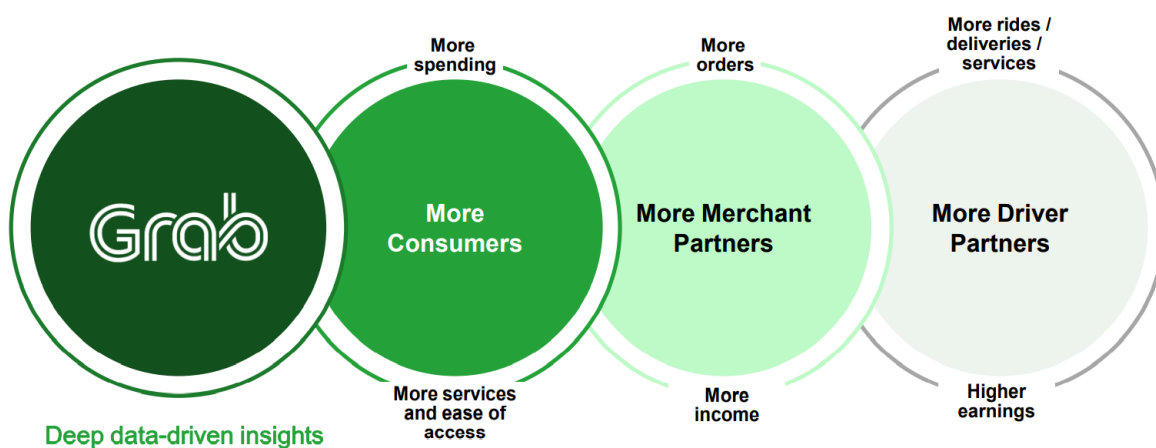 More
spending
More
orders
More rides /
deliveries /
services
Grab
More
Consumers
More Merchant
Partners
More Driver
Partners
More services
and ease of
access
More
income
Higher
earnings
Deep data-driven insights